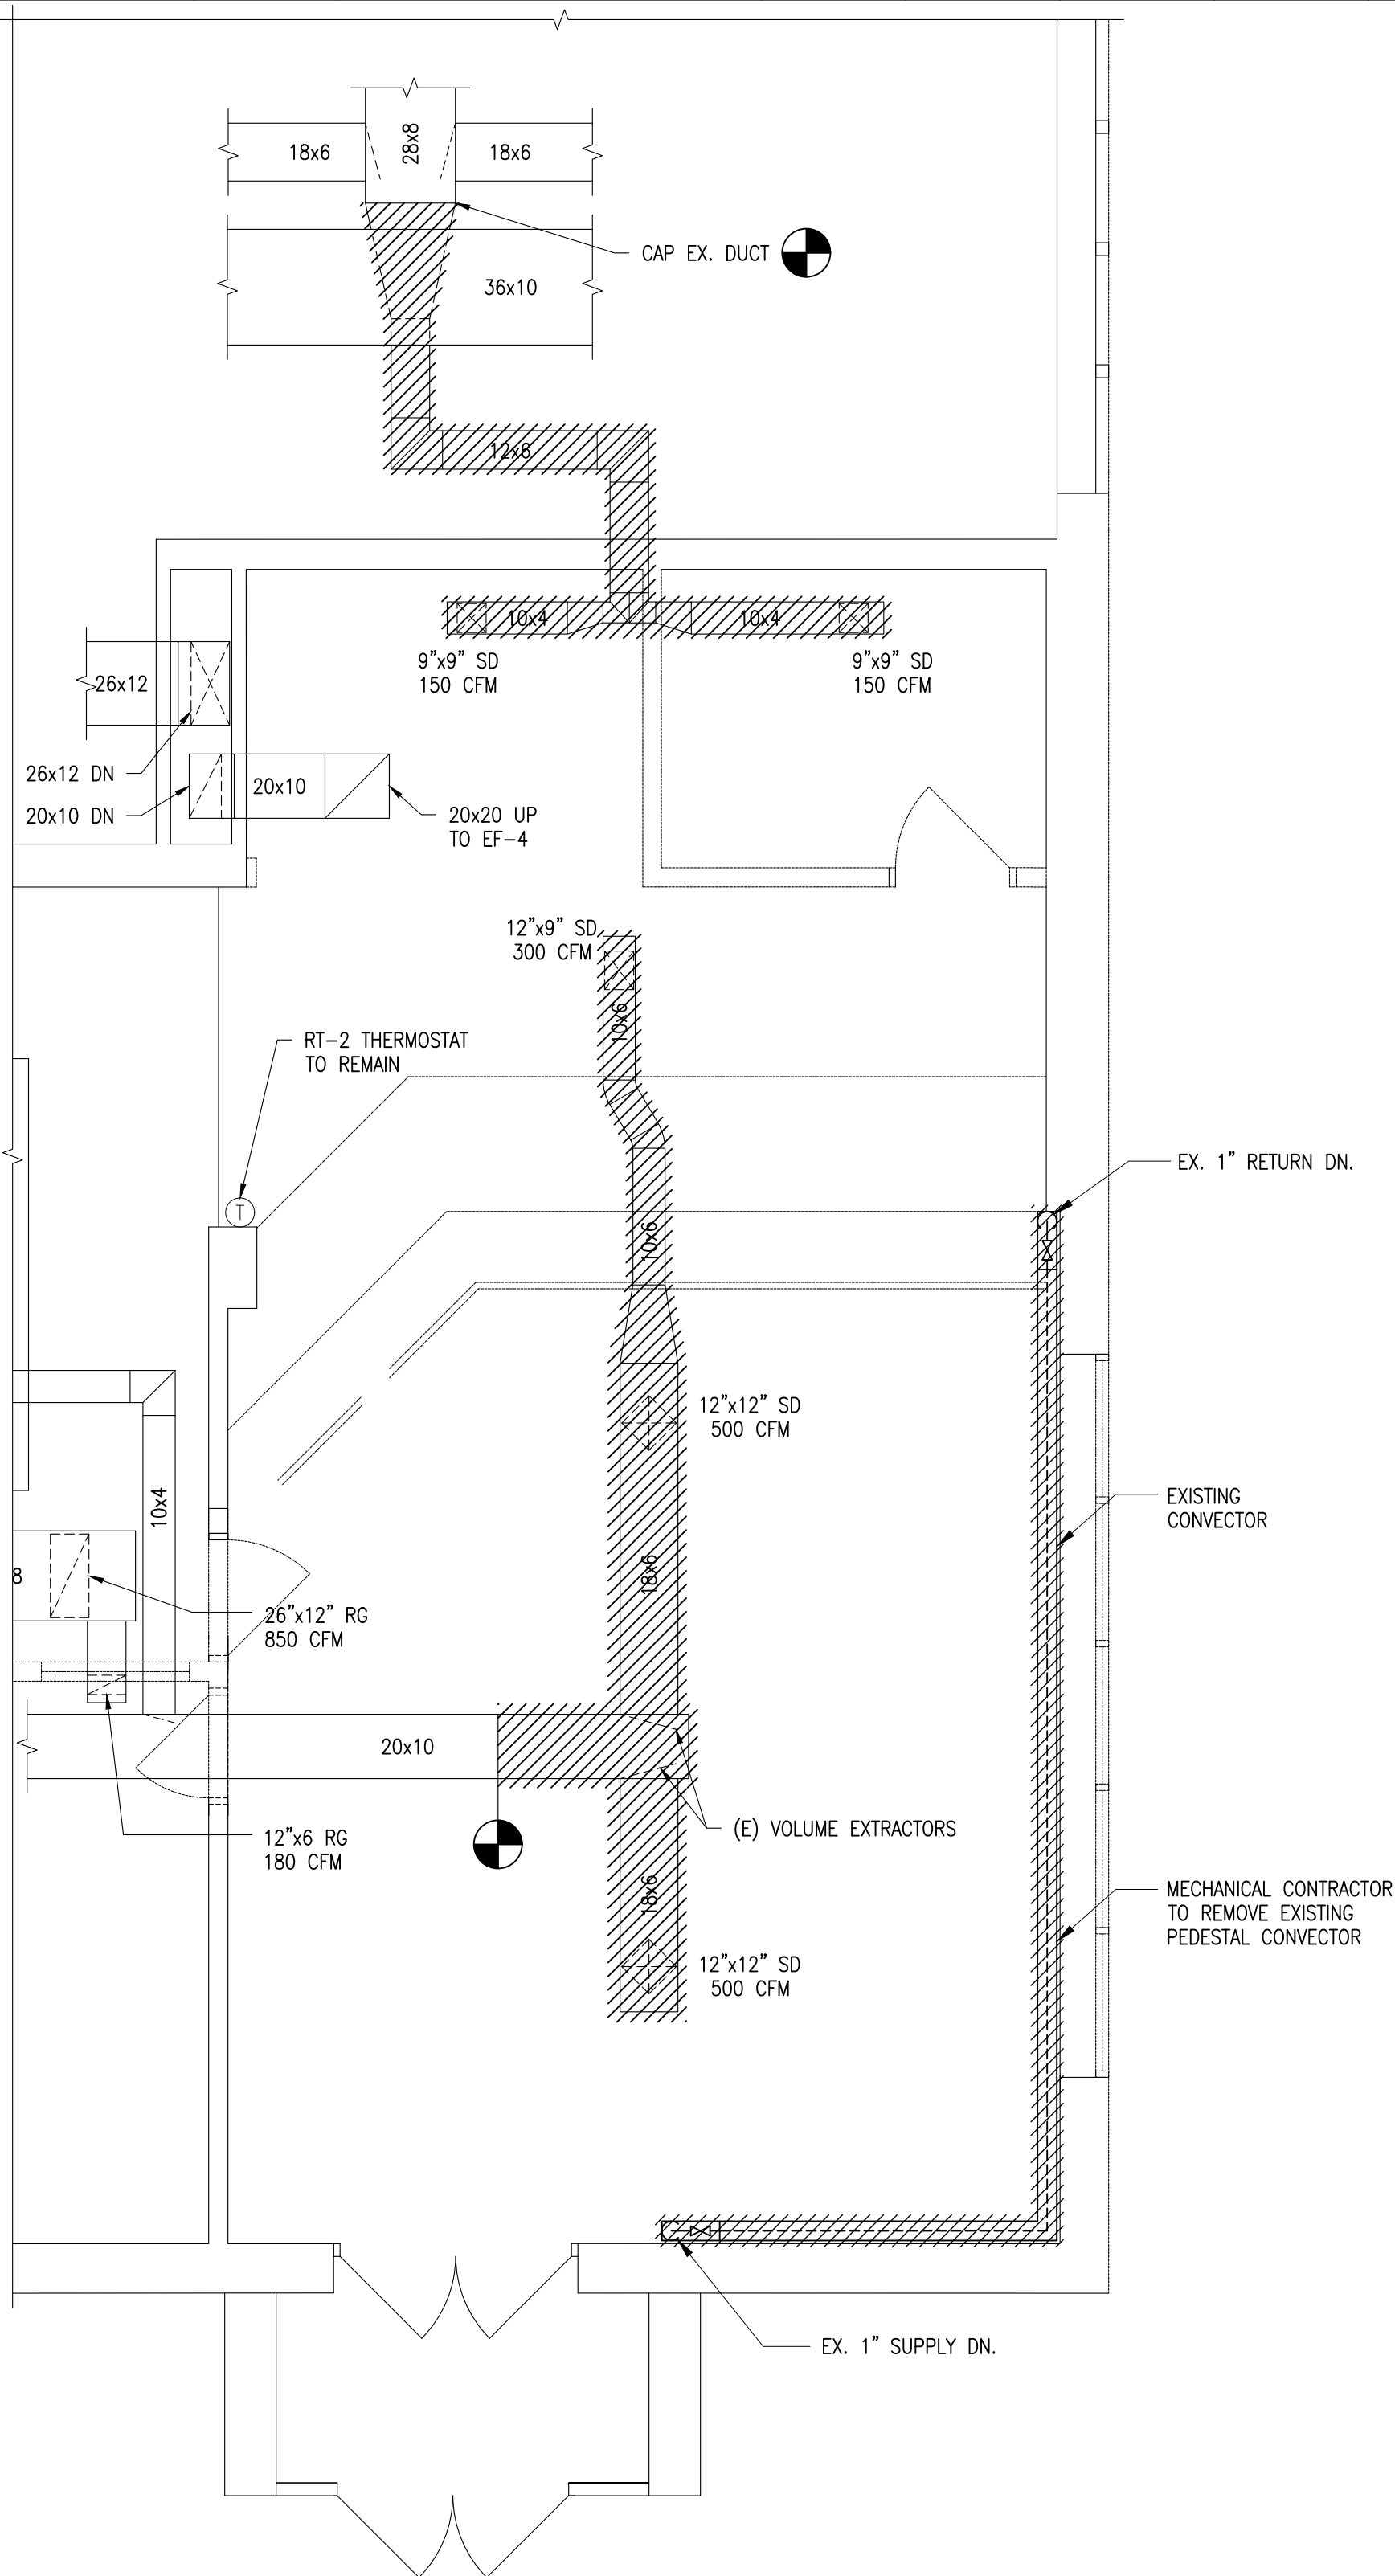 18x6
28x8
18x6
CAP EX. DUCT
36x10
12x6
10x4
10x4
9"x9" SD
150 CFM
9"x9" SD
150 CFM
26x12
26x12 DN
20x10 DN
20x10
20x20 UP
TO EF-4
12"x9" SD
300 CFM
10x6
RT-2 THERMOSTAT
TO REMAIN
EX. 1" RETURN DN.
T
10x6
12"x12" SD
500 CFM
10x4
EXISTING
CONVECTOR
8
18x6
26"x12" RG
850 CFM
20x10
(E) VOLUME EXTRACTORS
12"x6 RG
180 CFM
18x6
MECHANICAL CONTRACTOR
TO REMOVE EXISTING
PEDESTAL CONVECTOR
12"x12" SD
500 CFM
EX. 1" SUPPLY DN.